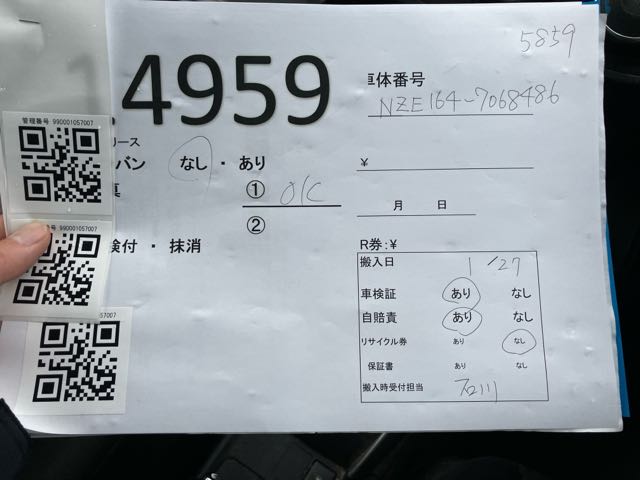 5859
.4959
車体番号
NZE164-7068486
管理番号 990001057007
リース
バン なし ・ あり
¥
① OK
②
月 日
番号 990001057007
検付 ・ 抹消
R券:¥
搬入日 1/27
車検証 あり なし
自賠責 あり なし
リサイクル券 あり なし
保証書 あり なし
搬入時受付担当 石川
57007